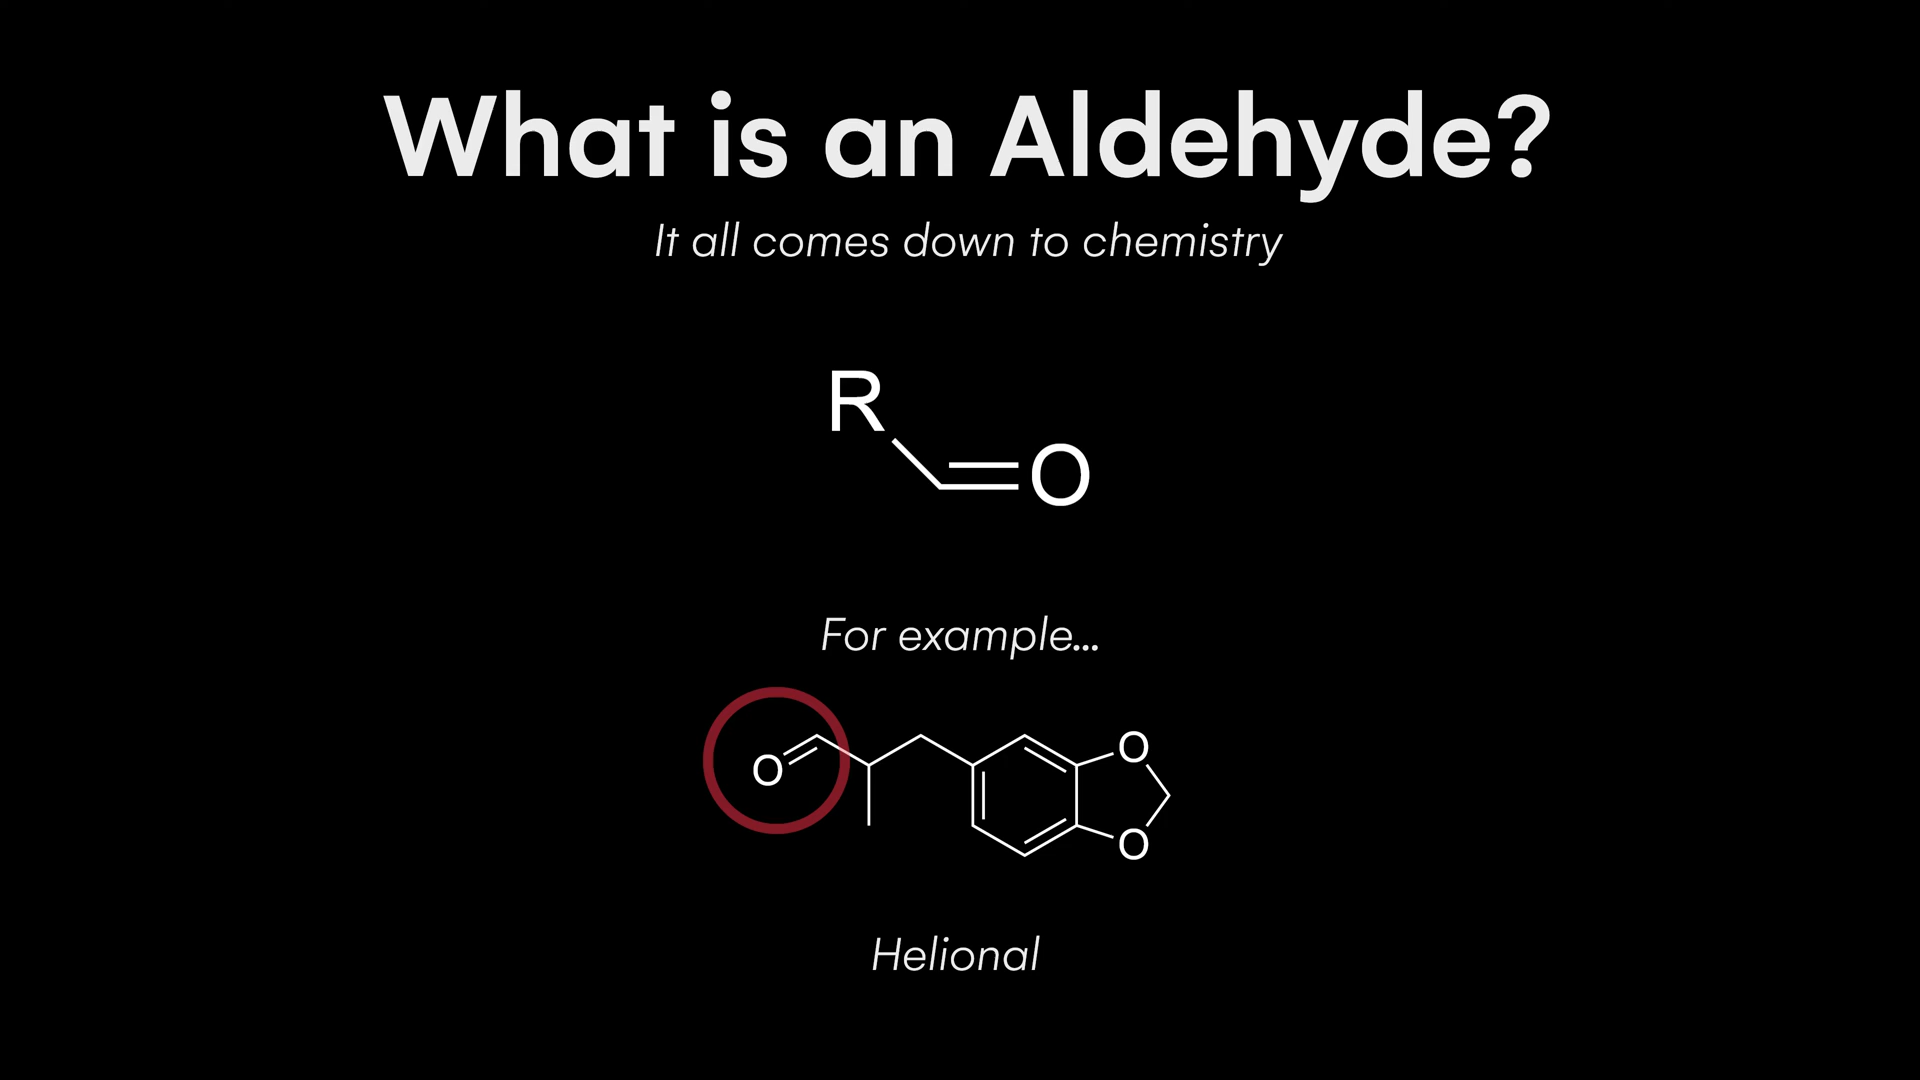 What is an Aldehyde?
It all comes down to chemistry
R
O
For example...
O
O
O
Helional